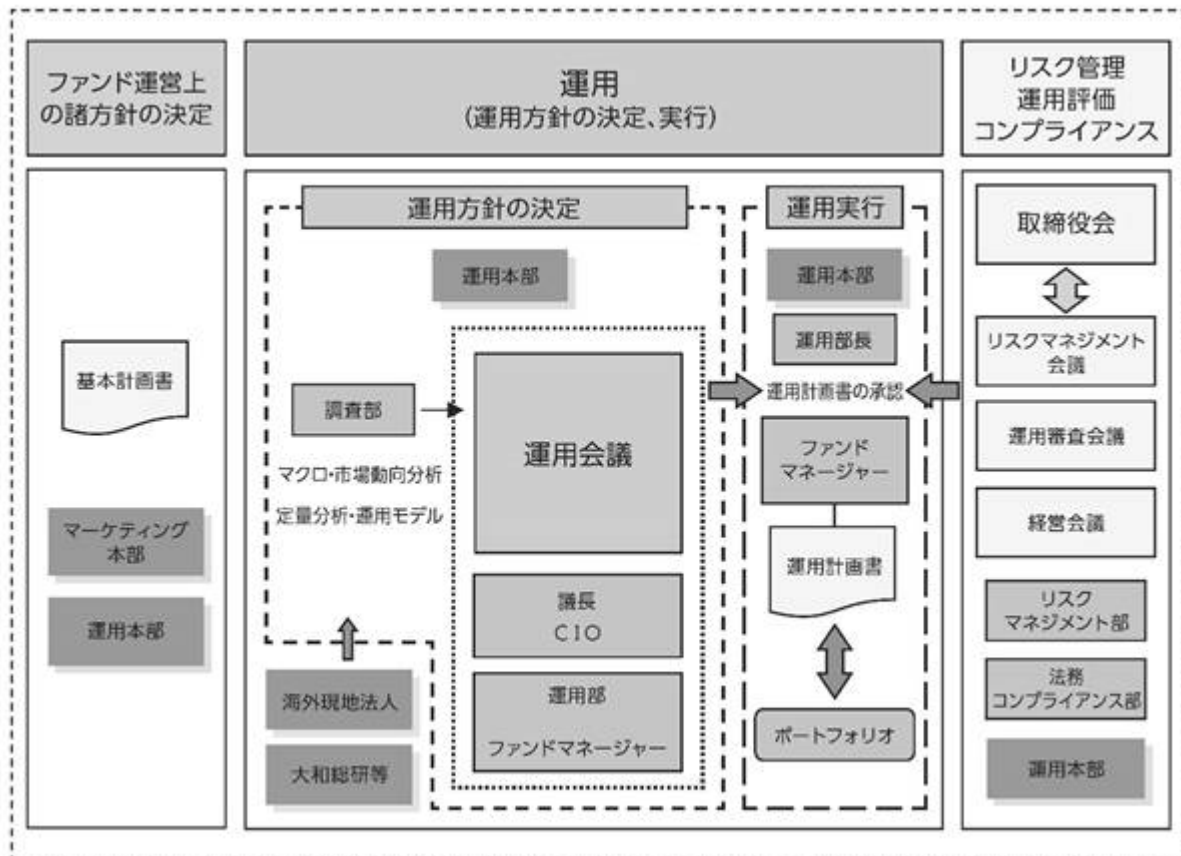 ファンド運営上
の諸方針の決定
運用
(運用方針の決定、実行)
リスク管理
運用評価
コンプライアンス
基本計画書
マーケティング
本部
運用本部
運用方針の決定
運用本部
調査部
マクロ・市場動向分析
定量分析・運用モデル
運用会議
議長
CIO
運用部
ファンドマネージャー
海外現地法人
大和総研等
運用実行
運用本部
運用部長
運用計画書の承認
ファンド
マネージャー
運用計画書
ポートフォリオ
取締役会
リスクマネジメント
会議
運用審査会議
経営会議
リスク
マネジメント部
法務
コンプライアンス部
運用本部